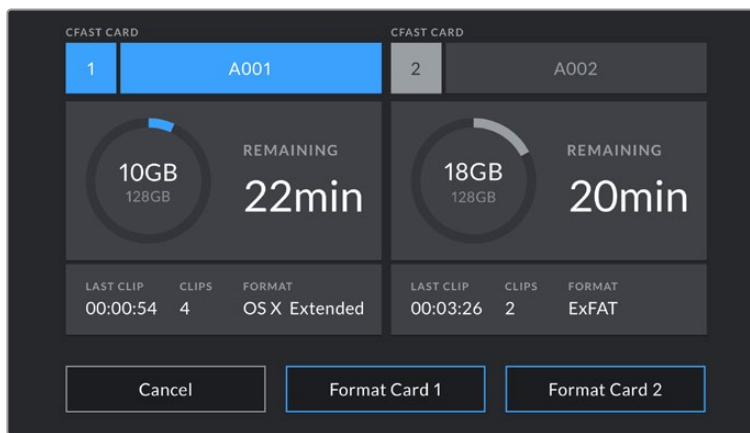 CFAST CARD
1 A001
10GB
128GB
REMAINING
22min
LAST CLIP CLIPS FORMAT
00:00:54 4 OS X Extended
CFAST CARD
2 A002
18GB
128GB
REMAINING
20min
LAST CLIP CLIPS FORMAT
00:03:26 2 ExFAT
Cancel Format Card 1 Format Card 2